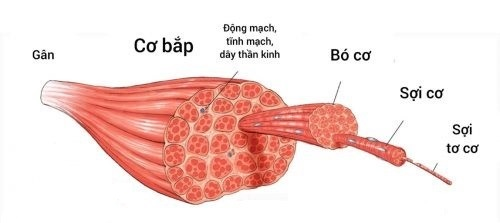 Gân
Cơ bắp
Động mạch,
tĩnh mạch,
dây thần kinh
Bó cơ
Sợi cơ
Sợi
tơ cơ